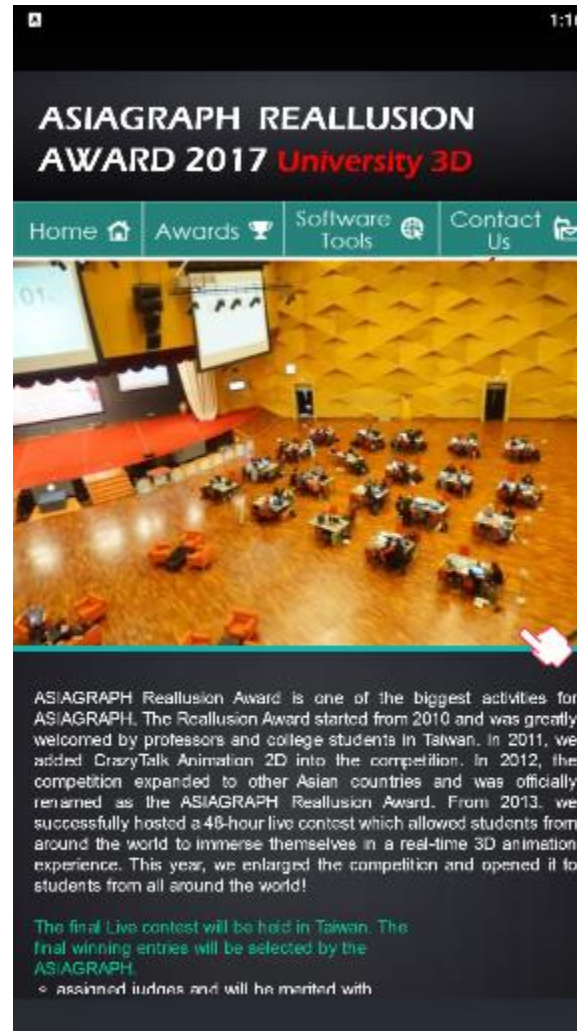 ASIAGRAPH REALLUSION
AWARD 2017 University 3D
Home
Awards
Software
Tools
Contact
Us
ASIAGRAPH Reallusion Award is one of the biggest activities for
ASIAGRAPH. The Reallusion Award started from 2010 and was greatly
welcomed by professors and college students in Taiwan. In 2011, we
added CrazyTalk Animation 2D into the competition. In 2012, the
competition expanded to other Asian countries and was officially
renamed as the ASIAGRAPH Reallusion Award. From 2013. we
successfully hosted a 48-hour live contest which allowed students from
around the world to immerse themselves in a real-time 3D animation
experience. This year, we enlarged the competition and opened it to
students from all around the world!
The final Live contest will be held in Taiwan. The
final winning entries will be selected by the
ASIAGRAPH.
assigned judges and will be merited with